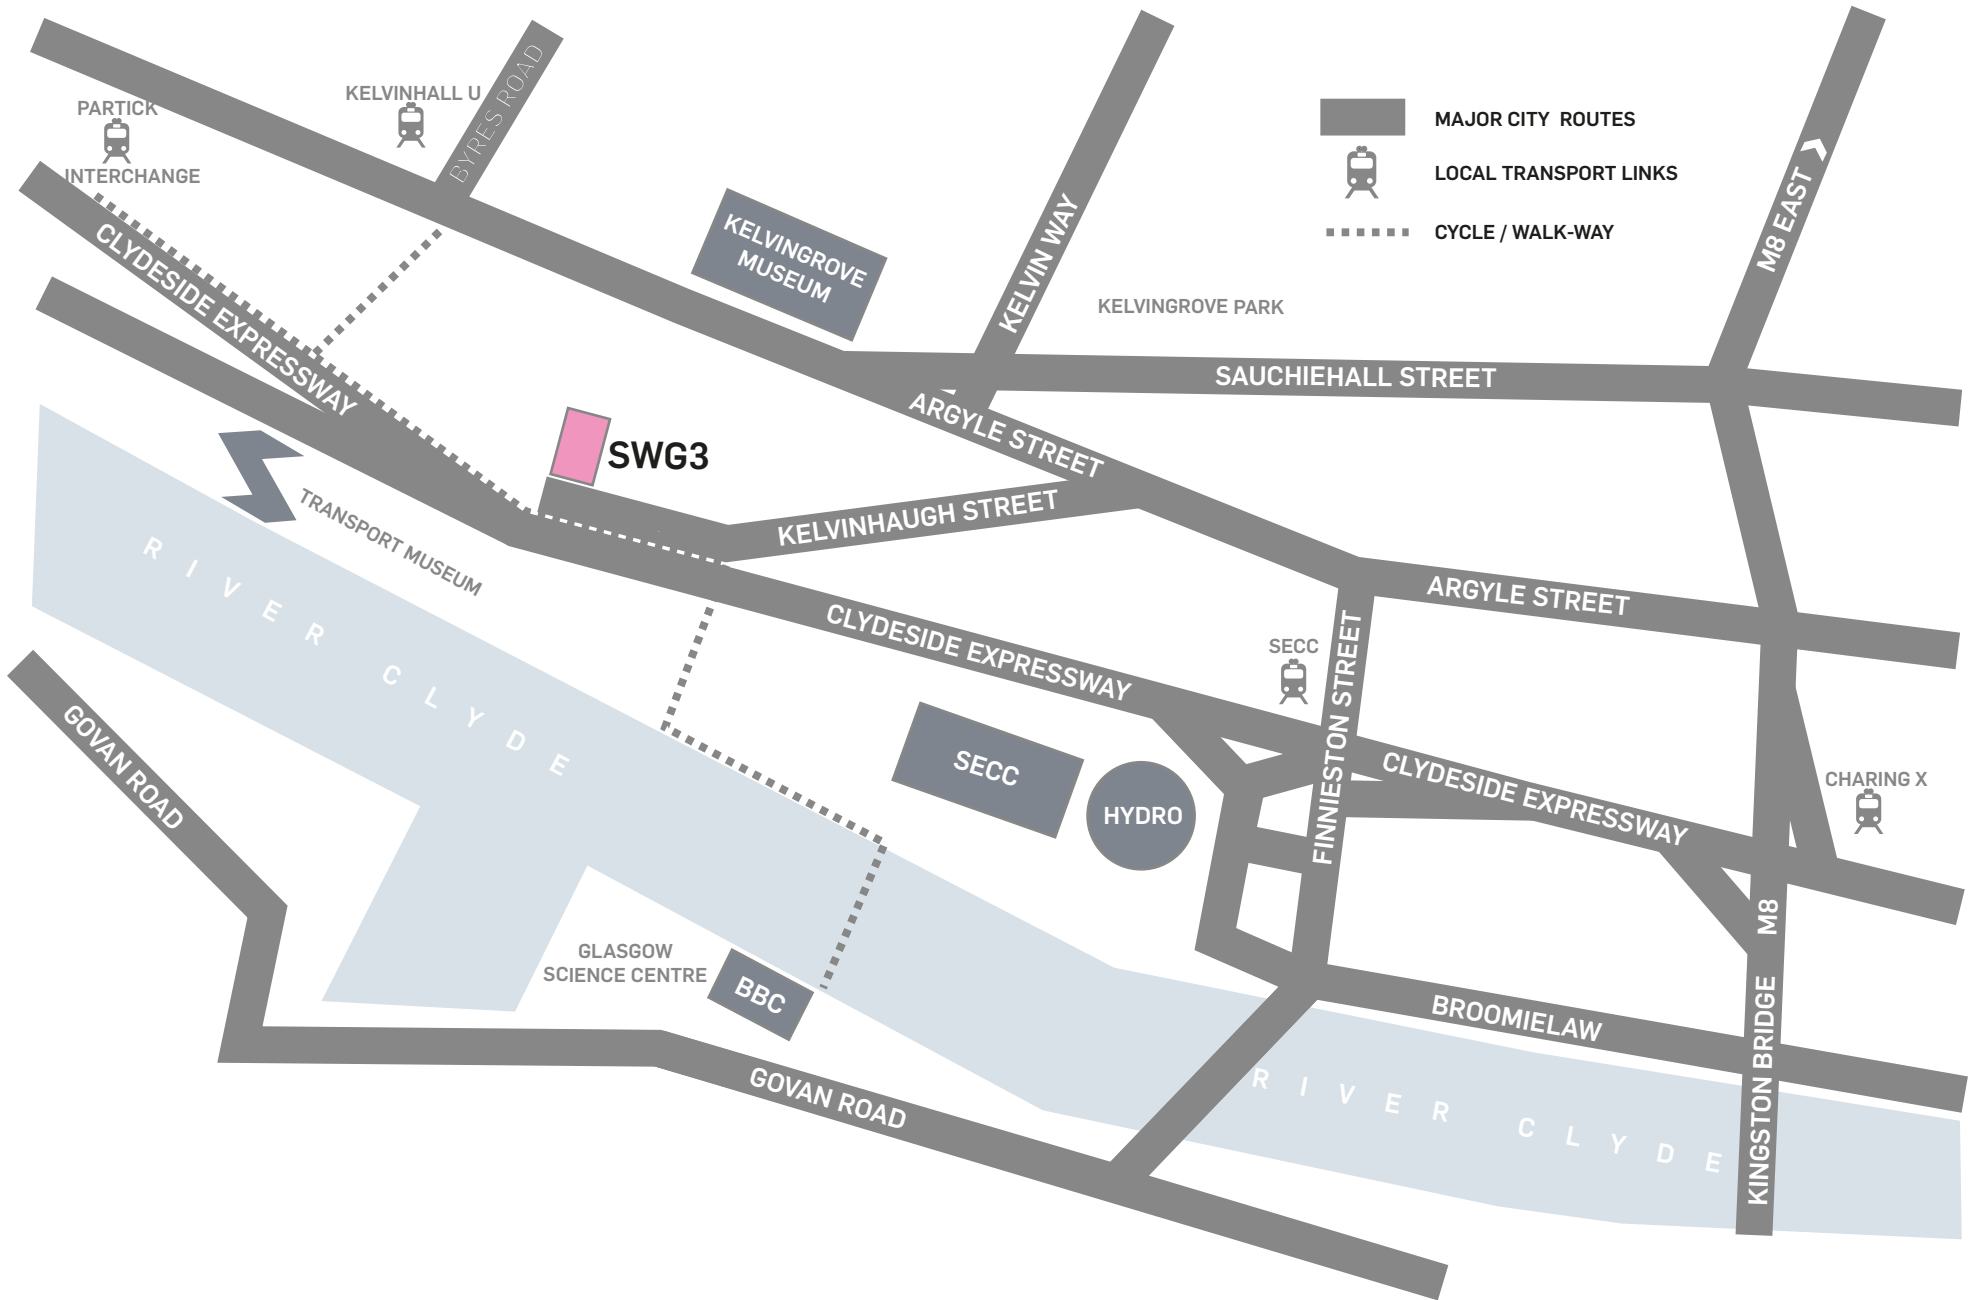 PARTICK
INTERCHANGE
KELVINHALL U
BYRES ROAD
MAJOR CITY ROUTES
LOCAL TRANSPORT LINKS
CYCLE / WALK-WAY
M8 EAST
KELVINGROVE
MUSEUM
KELVIN WAY
KELVINGROVE PARK
CLYDESIDE EXPRESSWAY
SAUCHIEHALL STREET
ARGYLE STREET
SWG3
KELVINHAUGH STREET
TRANSPORT MUSEUM
RIVER CLYDE
ARGYLE STREET
CLYDESIDE EXPRESSWAY
SECC
FINNIESTON STREET
GOVAN ROAD
SECC
HYDRO
CLYDESIDE EXPRESSWAY
CHARING X
M8
GLASGOW
SCIENCE CENTRE
BBC
BROOMIELAW
KINGSTON BRIDGE
GOVAN ROAD
RIVER CLYDE